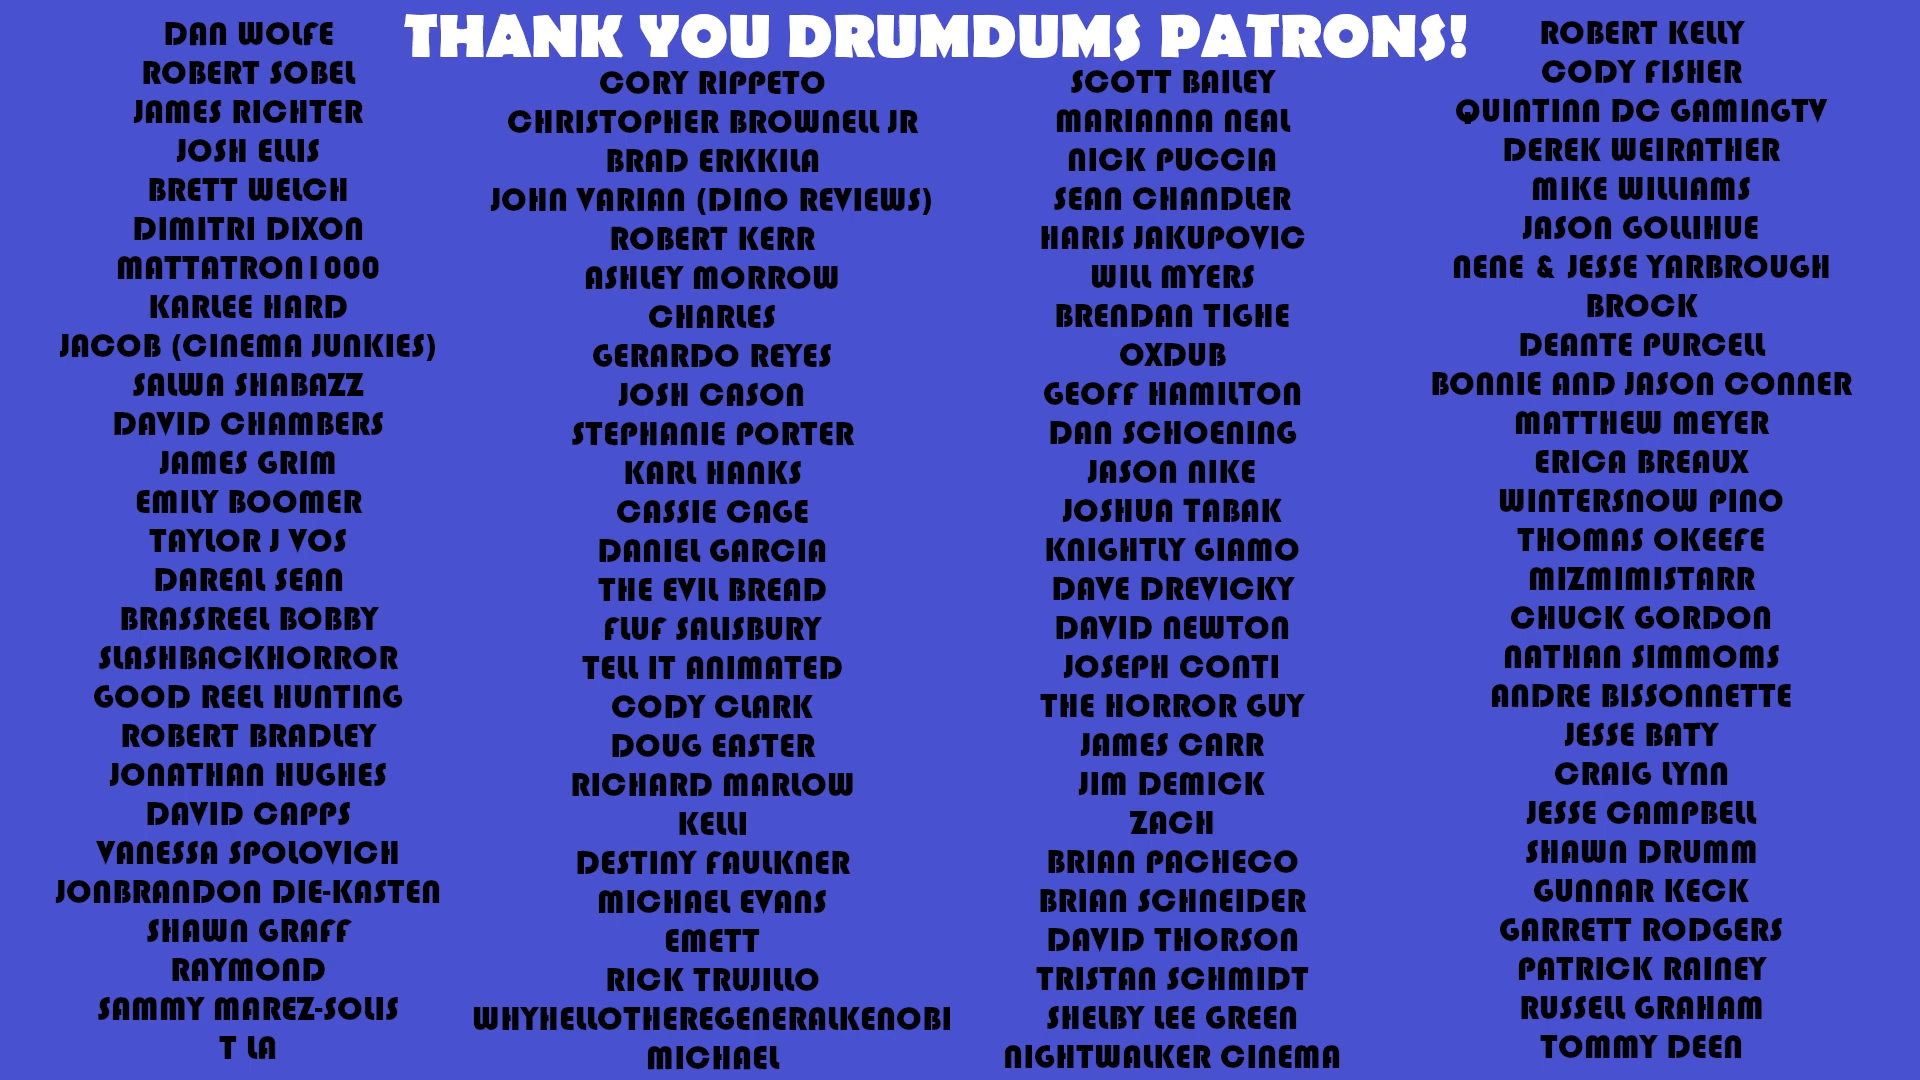 THANK YOU DRUMDUMS PATRONS!
DAN WOLFE
ROBERT SOBEL
JAMES RICHTER
JOSH ELLIS
BRETT WELCH
DIMITRI DIXON
MATTATRON1000
KARLEE HARD
JACOB (CINEMA JUNKIES)
SALWA SHABAZZ
DAVID CHAMBERS
JAMES GRIM
EMILY BOOMER
TAYLOR J VOS
DAREAL SEAN
BRASSREEL BOBBY
SLASHBACKHORROR
GOOD REEL HUNTING
ROBERT BRADLEY
JONATHAN HUGHES
DAVID CAPPS
VANESSA SPOLOVICH
JONBRANDON DIE-KASTEN
SHAWN GRAFF
RAYMOND
SAMMY MAREZ-SOLIS
T LA
CORY RIPPETO
CHRISTOPHER BROWNELL JR
BRAD ERKKILA
JOHN VARIAN (DINO REVIEWS)
ROBERT KERR
ASHLEY MORROW
CHARLES
GERARDO REYES
JOSH CASON
STEPHANIE PORTER
KARL HANKS
CASSIE CAGE
DANIEL GARCIA
THE EVIL BREAD
FLUF SALISBURY
TELL IT ANIMATED
CODY CLARK
DOUG EASTER
RICHARD MARLOW
KELLI
DESTINY FAULKNER
MICHAEL EVANS
EMETT
RICK TRUJILLO
WHYHELLOTHEREGENERALKENOBI
MICHAEL
SCOTT BAILEY
MARIANNA NEAL
NICK PUCCIA
SEAN CHANDLER
HARIS JAKUPOVIC
WILL MYERS
BRENDAN TIGHE
OXDUB
GEOFF HAMILTON
DAN SCHOENING
JASON NIKE
JOSHUA TABAK
KNIGHTLY GIAMO
DAVE DREVICKY
DAVID NEWTON
JOSEPH CONTI
THE HORROR GUY
JAMES CARR
JIM DEMICK
ZACH
BRIAN PACHECO
BRIAN SCHNEIDER
DAVID THORSON
TRISTAN SCHMIDT
SHELBY LEE GREEN
NIGHTWALKER CINEMA
ROBERT KELLY
CODY FISHER
QUINTINN DC GAMINGTV
DEREK WEIRATHER
MIKE WILLIAMS
JASON GOLLIHUE
NENE & JESSE YARBROUGH
BROCK
DEANTE PURCELL
BONNIE AND JASON CONNER
MATTHEW MEYER
ERICA BREAUX
WINTERSNOW PINO
THOMAS OKEEFE
MIZMIMISTARR
CHUCK GORDON
NATHAN SIMMOMS
ANDRE BISSONNETTE
JESSE BATY
CRAIG LYNN
JESSE CAMPBELL
SHAWN DRUMM
GUNNAR KECK
GARRETT RODGERS
PATRICK RAINEY
RUSSELL GRAHAM
TOMMY DEEN